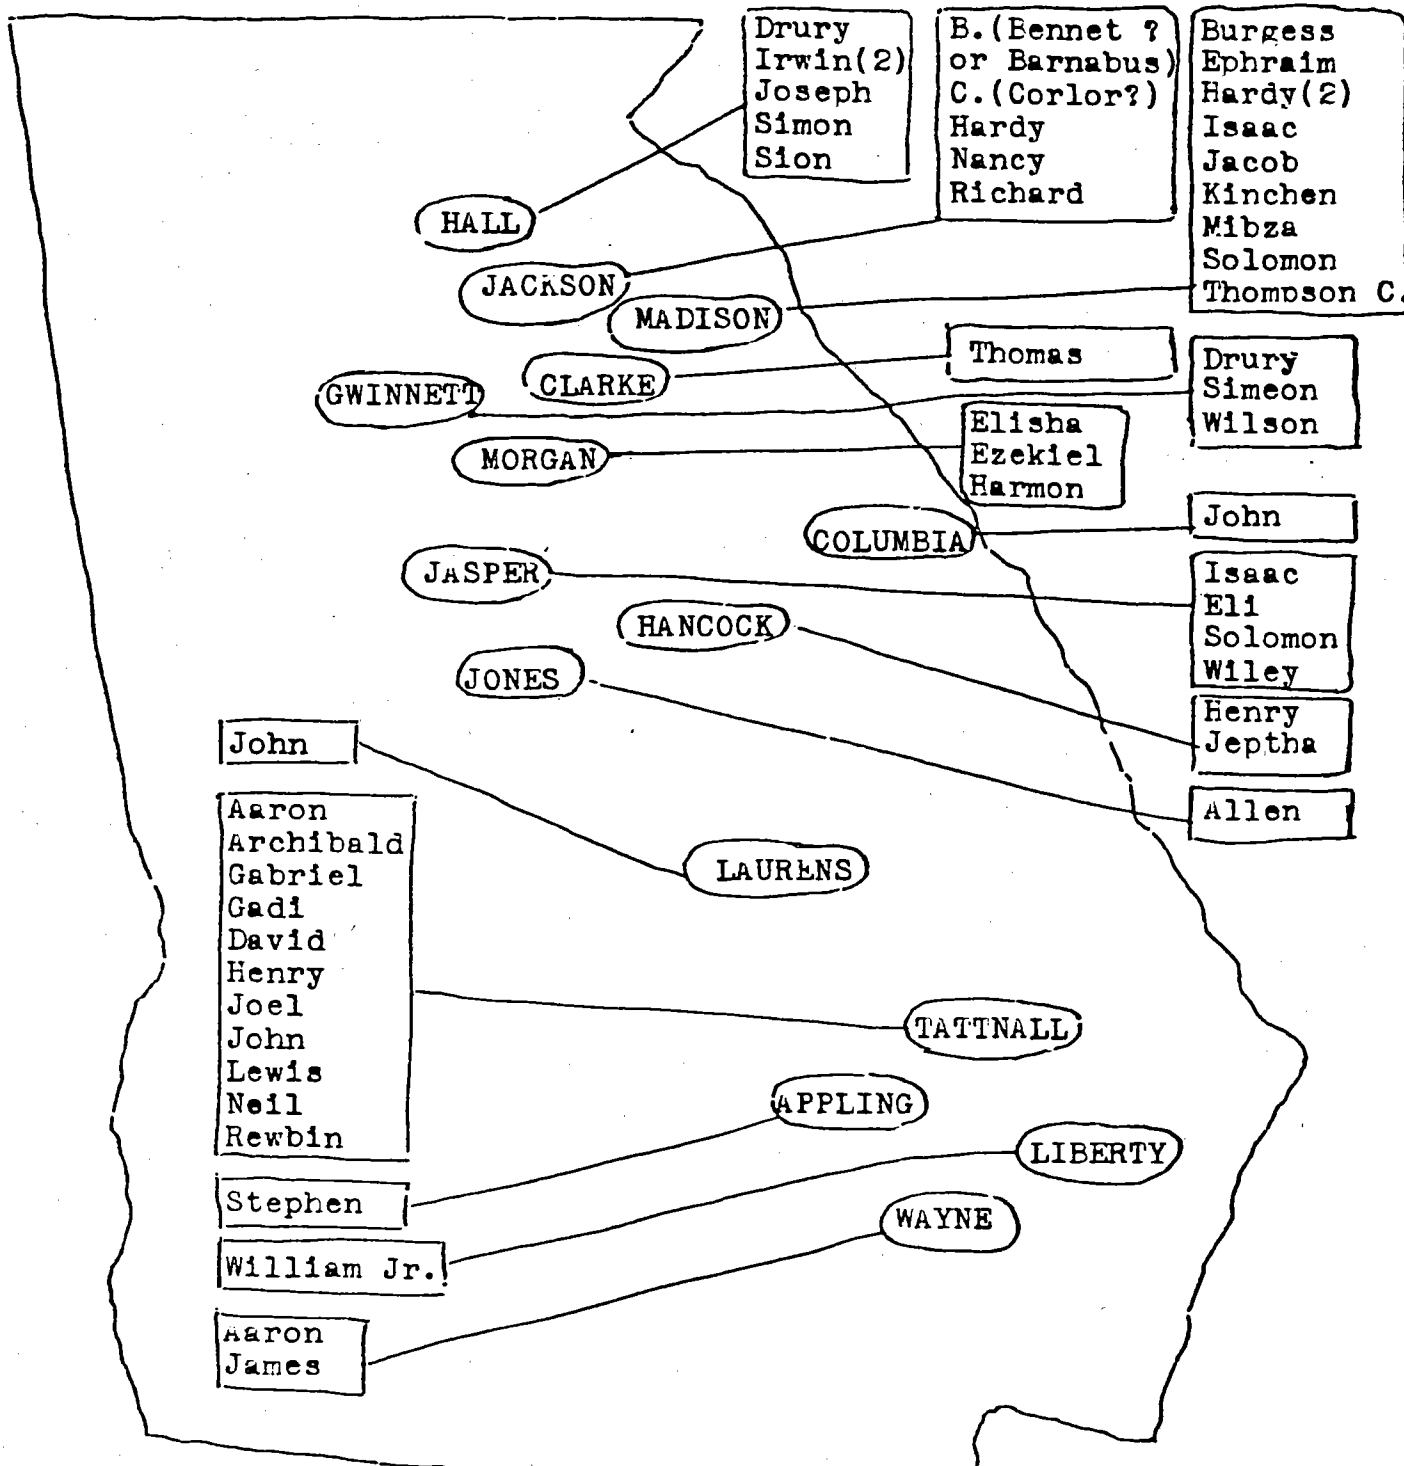 Drury
Irwin(2)
Joseph
Simon
Sion
B.(Bennet ?
or Barnabus)
C.(Corlor?)
Hardy
Nancy
Richard
Burgess
Ephraim
Hardy(2)
Isaac
Jacob
Kinchen
Mibza
Solomon
Thompson C.
HALL
JACKSON
MADISON
Thomas
Drury
Simeon
Wilson
CLARKE
GWINNETT
MORGAN
Elisha
Ezekiel
Harmon
COLUMBIA
John
JASPER
Isaac
Eli
Solomon
Wiley
HANCOCK
JONES
Henry
Jeptha
Allen
John
LAURENS
Aaron
Archibald
Gabriel
Gadi
David
Henry
Joel
John
Lewis
Neil
Rewbin
TATTNALL
APPLING
LIBERTY
Stephen
WAYNE
William Jr.
Aaron
James